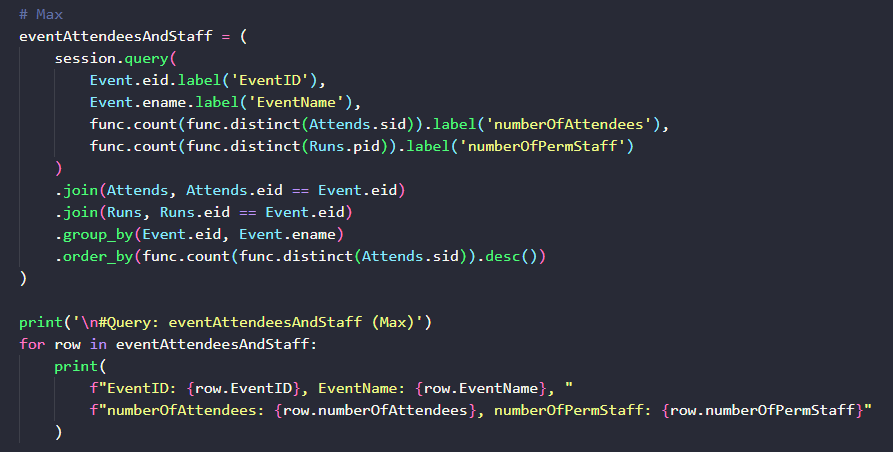 # Max
eventAttendeesAndStaff = (
    session.query(
        Event.eid.label('EventID'),
        Event.ename.label('EventName'),
        func.count(func.distinct(Attends.sid)).label('numberOfAttendees'),
        func.count(func.distinct(Runs.pid)).label('numberOfPermStaff')
    )
    .join(Attends, Attends.eid == Event.eid)
    .join(Runs, Runs.eid == Event.eid)
    .group_by(Event.eid, Event.ename)
    .order_by(func.count(func.distinct(Attends.sid)).desc())
)
print('\n#Query: eventAttendeesAndStaff (Max)')
for row in eventAttendeesAndStaff:
    print(
        f"EventID: {row.EventID}, EventName: {row.EventName}, "
        f"numberOfAttendees: {row.numberOfAttendees}, numberOfPermStaff: {row.numberOfPermStaff}"
    )